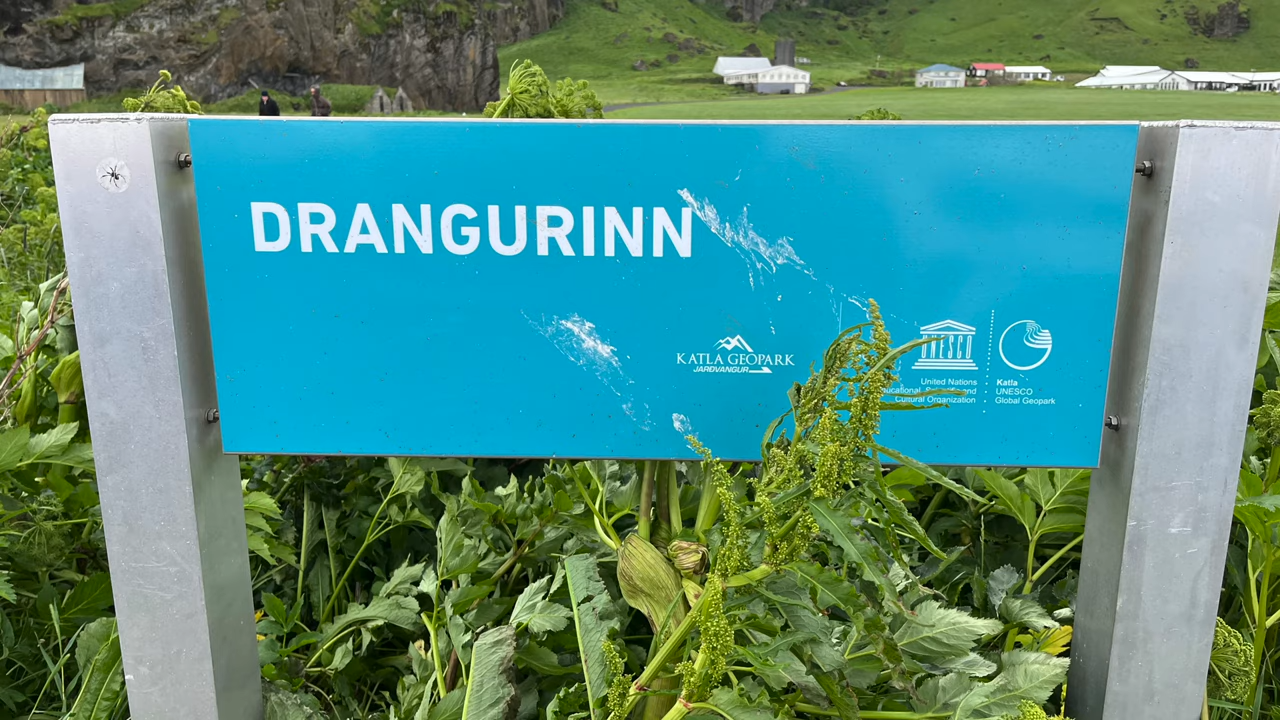 DRANGURINN
KATLA GEOPARK
JARÐVANGUR
UNESCO
United Nations
Cultural Organization
Katla
UNESCO
Global Geopark